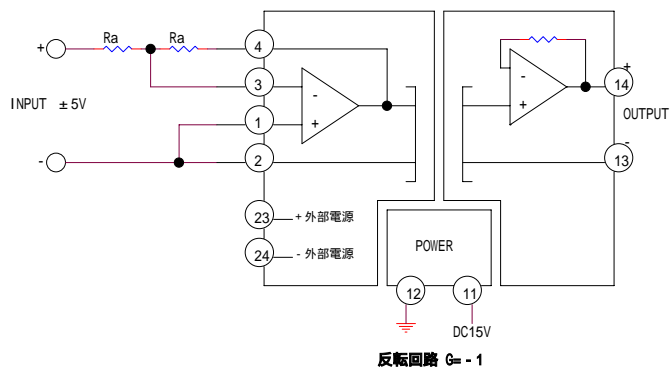 Ra
Ra
+
4
3
1
2
-
+
INPUT ±5V
-
23
+外部電源
24
-外部電源
-
+
+
14
OUTPUT
-
13
POWER
12
11
DC15V
反転回路 G=-1